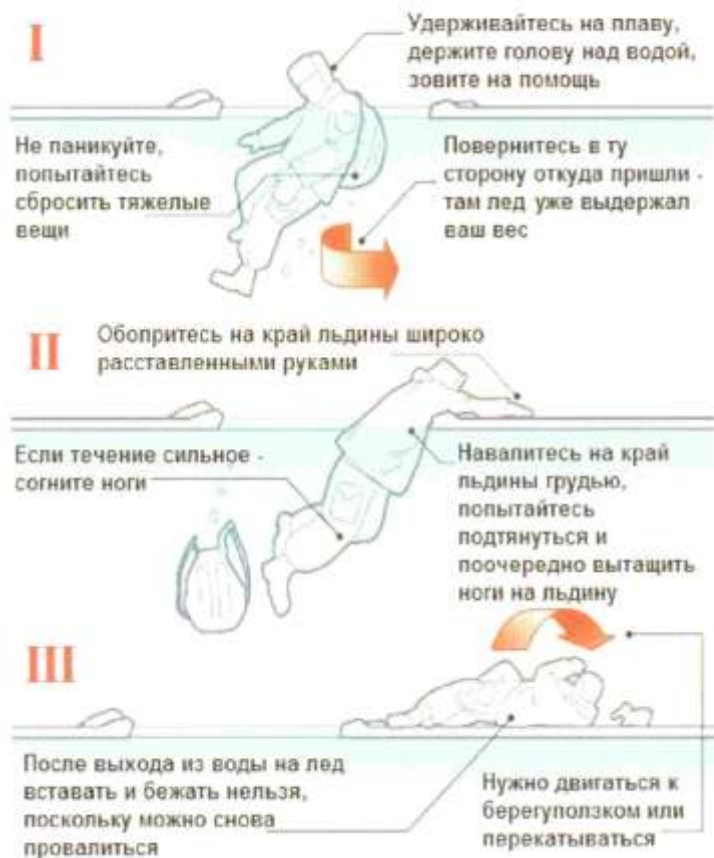 I
Удерживайтесь на плаву,
держите голову над водой,
зовите на помощь
Не паникуйте,
попытайтесь
сбросить тяжелые
вещи
Повернитесь в ту
сторону откуда пришли -
там лед уже выдержал
ваш вес
II
Обопритесь на край льдины широко
расставленными руками
Если течение сильное -
согните ноги
Навалитесь на край
льдины грудью,
попытайтесь
подтянуться и
поочередно вытащить
ноги на льдину
III
После выхода из воды на лед
вставать и бежать нельзя,
поскольку можно снова
провалиться
Нужно двигаться к
берегуползком или
перекатываться